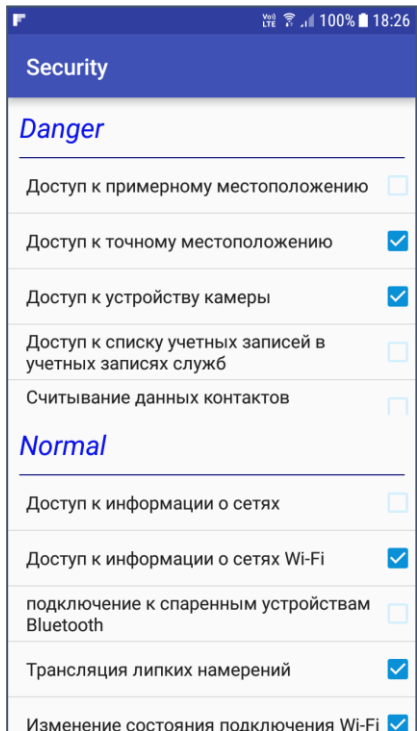 Vo))
LTE 100% 18:26
Security
Danger
Доступ к примерному местоположению
Доступ к точному местоположению
Доступ к устройству камеры
Доступ к списку учетных записей в
учетных записях служб
Считывание данных контактов
Normal
Доступ к информации о сетях
Доступ к информации о сетях Wi-Fi
подключение к спаренным устройствам
Bluetooth
Трансляция липких намерений
Изменение состояния подключения Wi-Fi